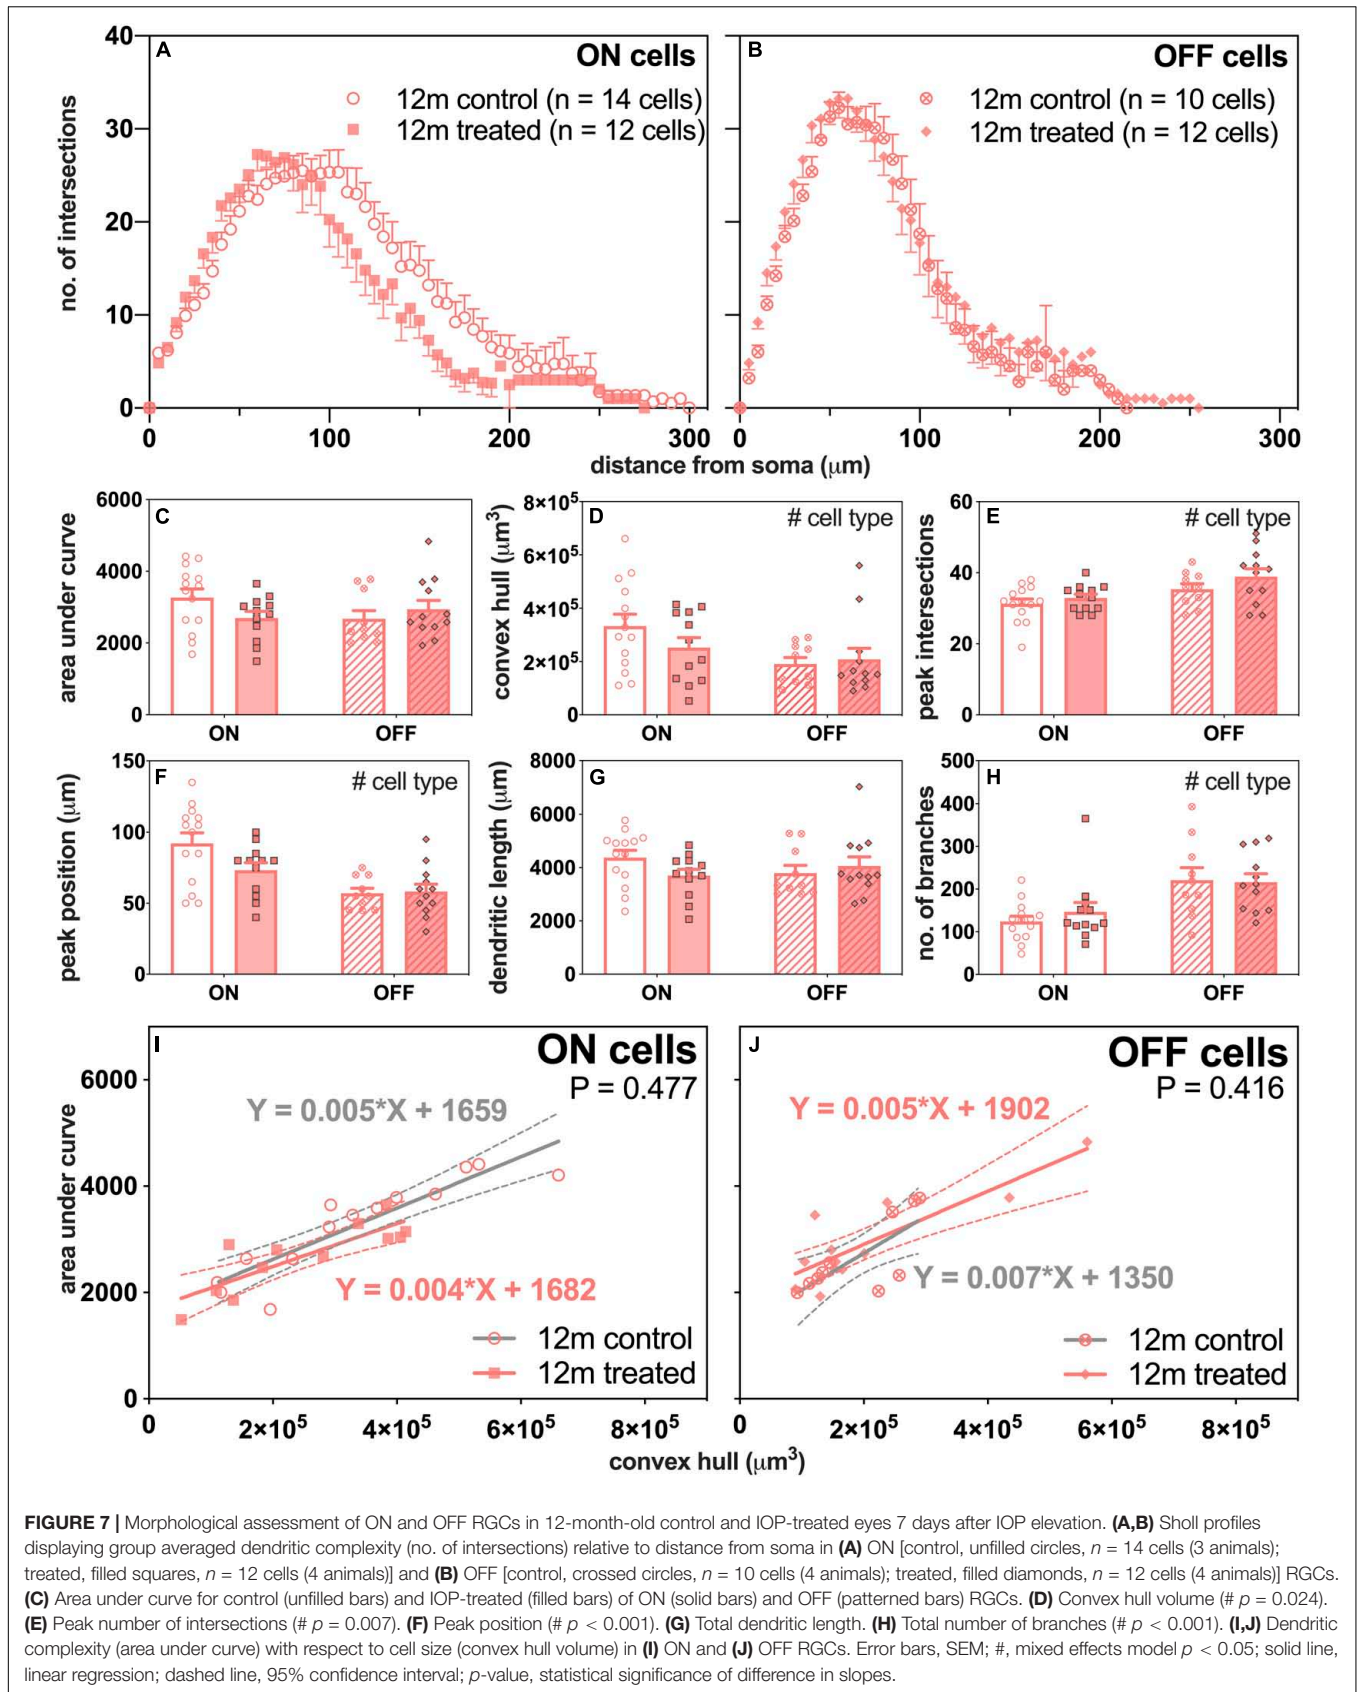 A
ON cells
12m control (n = 14 cells)
12m treated (n = 12 cells)
no. of intersections
40
30
20
10
0
0
100
200
300
B
OFF cells
12m control (n = 10 cells)
12m treated (n = 12 cells)
0
100
200
300
distance from soma (μm)
C
area under curve
6000
4000
2000
0
ON
OFF
D
# cell type
convex hull (μm³)
8×10⁵
6×10⁵
4×10⁵
2×10⁵
0
ON
OFF
E
# cell type
peak intersections
60
40
20
0
ON
OFF
F
# cell type
peak position (μm)
150
100
50
0
ON
OFF
G
dendritic length (μm)
8000
6000
4000
2000
0
ON
OFF
H
# cell type
no. of branches
500
400
300
200
100
0
ON
OFF
I
ON cells
P = 0.477
Y = 0.005*X + 1659
Y = 0.004*X + 1682
12m control
12m treated
area under curve
6000
4000
2000
0
0
2×10⁵
4×10⁵
6×10⁵
8×10⁵
J
OFF cells
P = 0.416
Y = 0.005*X + 1902
Y = 0.007*X + 1350
12m control
12m treated
0
2×10⁵
4×10⁵
6×10⁵
8×10⁵
convex hull (μm³)
FIGURE 7 | Morphological assessment of ON and OFF RGCs in 12-month-old control and IOP-treated eyes 7 days after IOP elevation. (A,B) Sholl profiles
displaying group averaged dendritic complexity (no. of intersections) relative to distance from soma in (A) ON [control, unfilled circles, n = 14 cells (3 animals);
treated, filled squares, n = 12 cells (4 animals)] and (B) OFF [control, crossed circles, n = 10 cells (4 animals); treated, filled diamonds, n = 12 cells (4 animals)] RGCs.
(C) Area under curve for control (unfilled bars) and IOP-treated (filled bars) of ON (solid bars) and OFF (patterned bars) RGCs. (D) Convex hull volume (# p = 0.024).
(E) Peak number of intersections (# p = 0.007). (F) Peak position (# p < 0.001). (G) Total dendritic length. (H) Total number of branches (# p < 0.001). (I,J) Dendritic
complexity (area under curve) with respect to cell size (convex hull volume) in (I) ON and (J) OFF RGCs. Error bars, SEM; #, mixed effects model p < 0.05; solid line,
linear regression; dashed line, 95% confidence interval; p-value, statistical significance of difference in slopes.